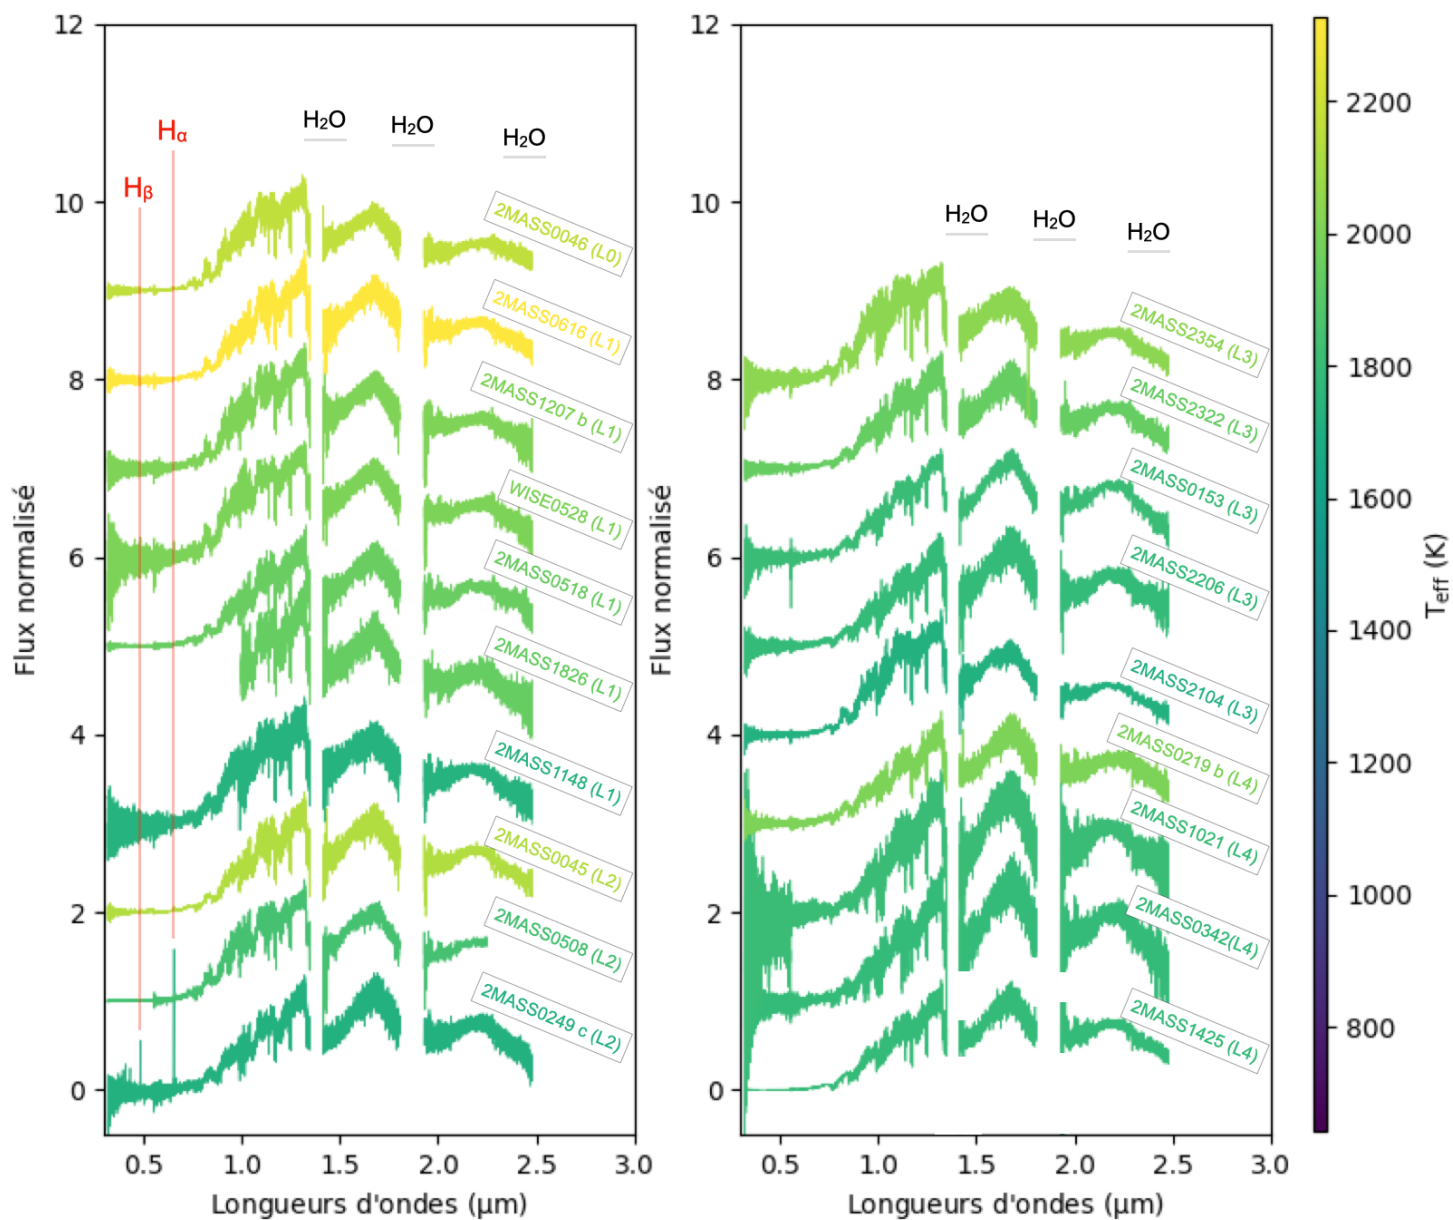 12
10
8
6
4
2
0
Flux normalisé
0.5 1.0 1.5 2.0 2.5 3.0
Longueurs d'ondes (μm)
Hα
Hβ
H₂O H₂O H₂O
2MASS0046 (L0)
2MASS0616 (L1)
2MASS1207 b (L1)
WISE0528 (L1)
2MASS0518 (L1)
2MASS1826 (L1)
2MASS1148 (L1)
2MASS0045 (L2)
2MASS0508 (L2)
2MASS0249 c (L2)
12
10
8
6
4
2
0
Flux normalisé
0.5 1.0 1.5 2.0 2.5 3.0
Longueurs d'ondes (μm)
H₂O H₂O H₂O
2MASS2354 (L3)
2MASS2322 (L3)
2MASS0153 (L3)
2MASS2206 (L3)
2MASS2104 (L3)
2MASS0219 b (L4)
2MASS1021 (L4)
2MASS0342(L4)
2MASS1425 (L4)
2200
2000
1800
1600
1400
1200
1000
800
Teff (K)